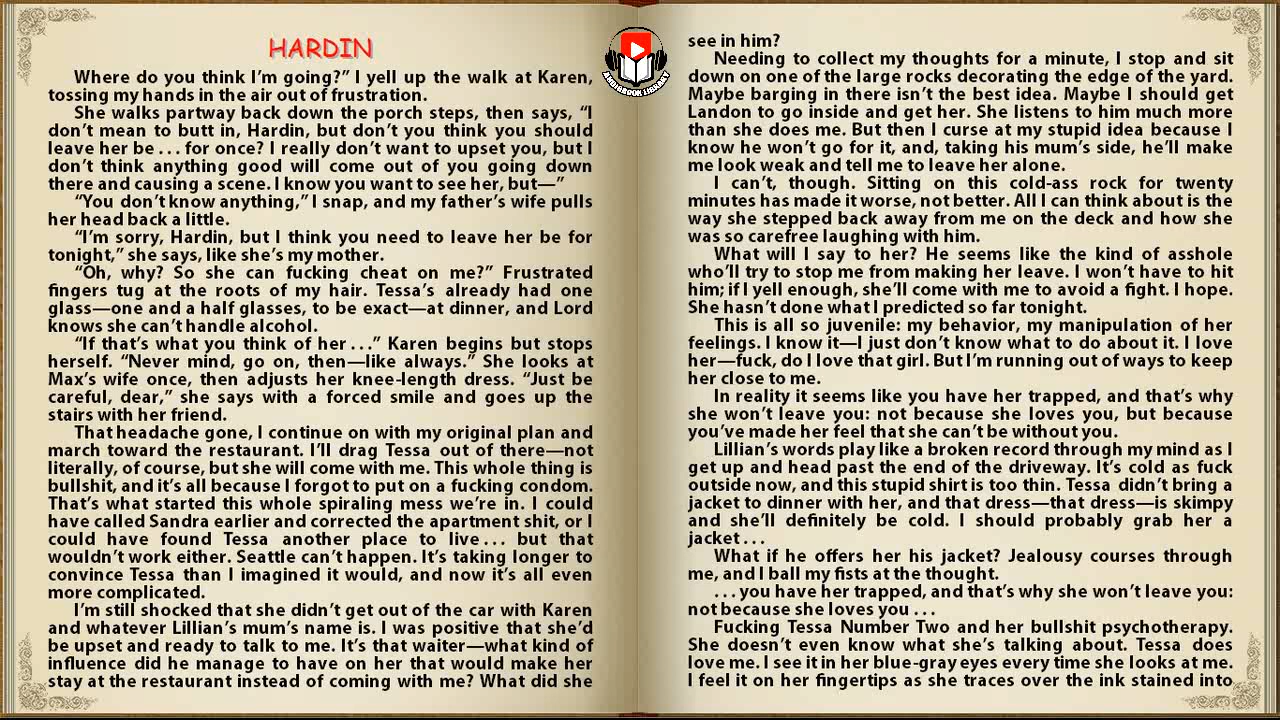 HARDIN
Where do you think I’m going?” I yell up the walk at Karen,
tossing my hands in the air out of frustration.
She walks partway back down the porch steps, then says, “I
don’t mean to butt in, Hardin, but don’t you think you should
leave her be . . . for once? I really don’t want to upset you, but I
don’t think anything good will come out of you going down
there and causing a scene. I know you want to see her, but—”
“You don’t know anything,” I snap, and my father’s wife pulls
her head back a little.
“I’m sorry, Hardin, but I think you need to leave her be for
tonight,” she says, like she’s my mother.
“Oh, why? So she can fucking cheat on me?” Frustrated
fingers tug at the roots of my hair. Tessa’s already had one
glass—one and a half glasses, to be exact—at dinner, and Lord
knows she can’t handle alcohol.
“If that’s what you think of her . . .” Karen begins but stops
herself. “Never mind, go on, then—like always.” She looks at
Max’s wife once, then adjusts her knee-length dress. “Just be
careful, dear,” she says with a forced smile and goes up the
stairs with her friend.
That headache gone, I continue on with my original plan and
march toward the restaurant. I’ll drag Tessa out of there—not
literally, of course, but she will come with me. This whole thing is
bullshit, and it’s all because I forgot to put on a fucking condom.
That’s what started this whole spiraling mess we’re in. I could
have called Sandra earlier and corrected the apartment shit, or I
could have found Tessa another place to live . . . but that
wouldn’t work either. Seattle can’t happen. It’s taking longer to
convince Tessa than I imagined it would, and now it’s all even
more complicated.
I’m still shocked that she didn’t get out of the car with Karen
and whatever Lillian’s mum’s name is. I was positive that she’d
be upset and ready to talk to me. It’s that waiter—what kind of
influence did he manage to have on her that would make her
stay at the restaurant instead of coming with me? What did she
see in him?
Needing to collect my thoughts for a minute, I stop and sit
down on one of the large rocks decorating the edge of the yard.
Maybe barging in there isn’t the best idea. Maybe I should get
Landon to go inside and get her. She listens to him much more
than she does me. But then I curse at my stupid idea because I
know he won’t go for it, and, taking his mum’s side, he’ll make
me look weak and tell me to leave her alone.
I can’t, though. Sitting on this cold-ass rock for twenty
minutes has made it worse, not better. All I can think about is the
way she stepped back away from me on the deck and how she
was so carefree laughing with him.
What will I say to her? He seems like the kind of asshole
who’ll try to stop me from making her leave. I won’t have to hit
him; if I yell enough, she’ll come with me to avoid a fight. I hope.
She hasn’t done what I predicted so far tonight.
This is all so juvenile: my behavior, my manipulation of her
feelings. I know it—I just don’t know what to do about it. I love
her—fuck, do I love that girl. But I’m running out of ways to keep
her close to me.
In reality it seems like you have her trapped, and that’s why
she won’t leave you: not because she loves you, but because
you’ve made her feel that she can’t be without you.
Lillian’s words play like a broken record through my mind as I
get up and head past the end of the driveway. It’s cold as fuck
outside now, and this stupid shirt is too thin. Tessa didn’t bring a
jacket to dinner with her, and that dress—that dress—is skimpy
and she’ll definitely be cold. I should probably grab her a
jacket . . .
What if he offers her his jacket? Jealousy courses through
me, and I ball my fists at the thought.
. . . you have her trapped, and that’s why she won’t leave you:
not because she loves you . . .
Fucking Tessa Number Two and her bullshit psychotherapy.
She doesn’t even know what she’s talking about. Tessa does
love me. I see it in her blue-gray eyes every time she looks at me.
I feel it on her fingertips as she traces over the ink stained into
AUDIOBOOK LIBRARY